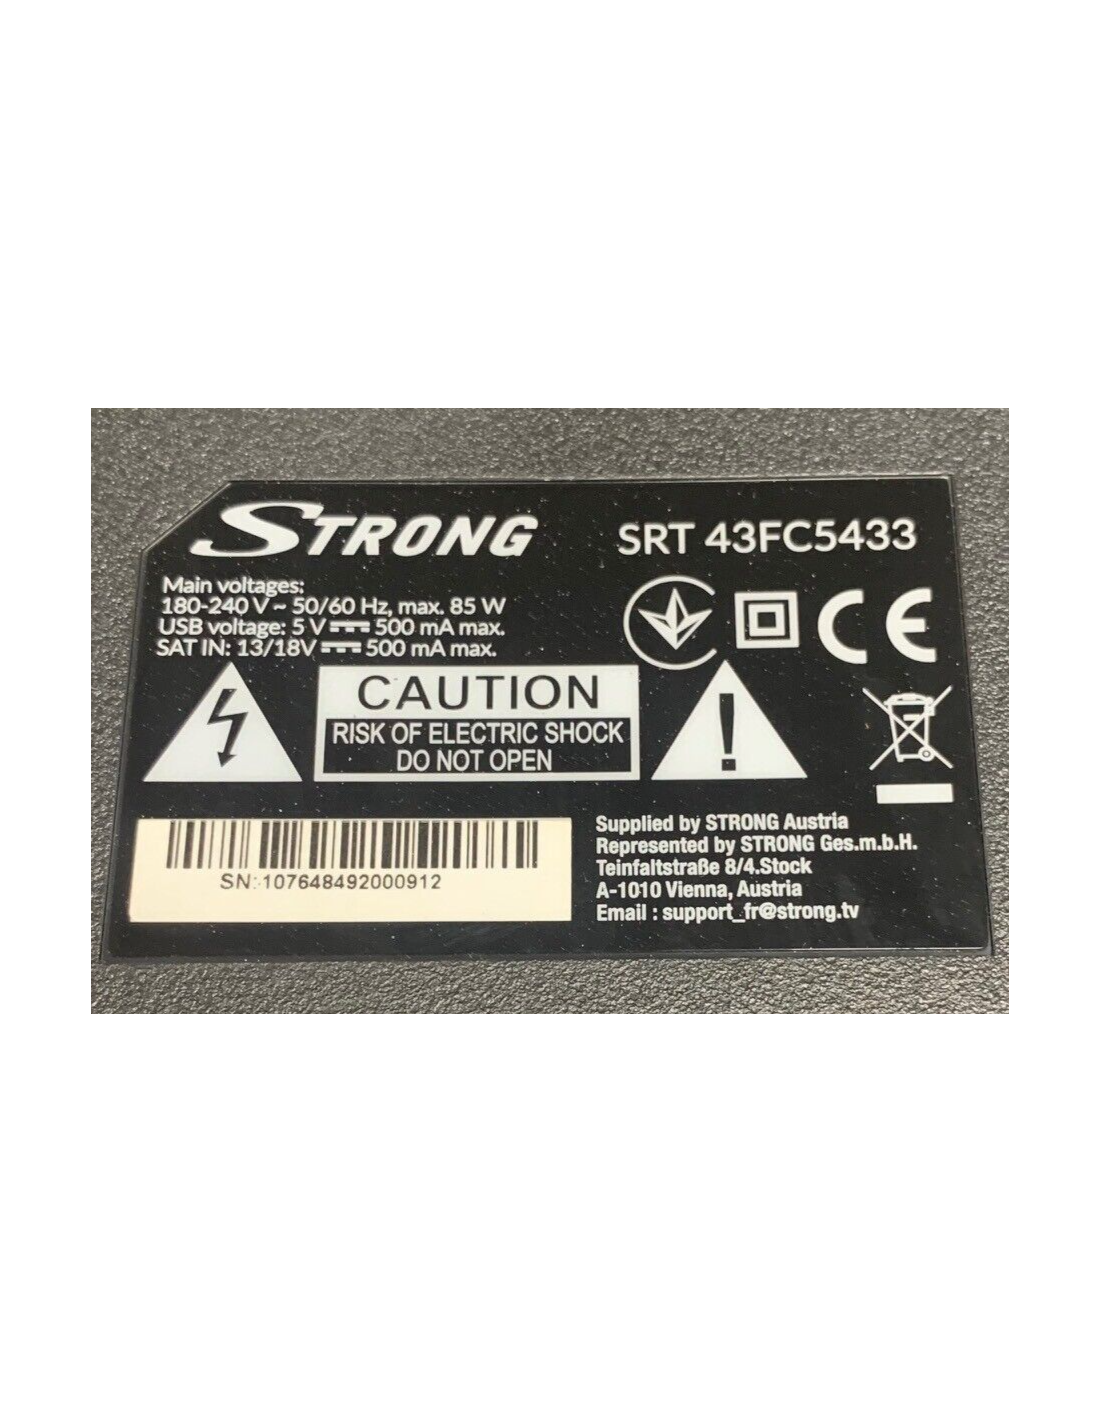 STRONG
SRT 43FC5433
Main voltages:
180-240 V ~ 50/60 Hz, max. 85 W
USB voltage: 5 V ⎓ 500 mA max.
SAT IN: 13/18V ⎓ 500 mA max.
CE
CAUTION
RISK OF ELECTRIC SHOCK
DO NOT OPEN
SN: 107648492000912
Supplied by STRONG Austria
Represented by STRONG Ges.m.b.H.
Teinfaltstraße 8/4.Stock
A-1010 Vienna, Austria
Email : support_fr@strong.tv